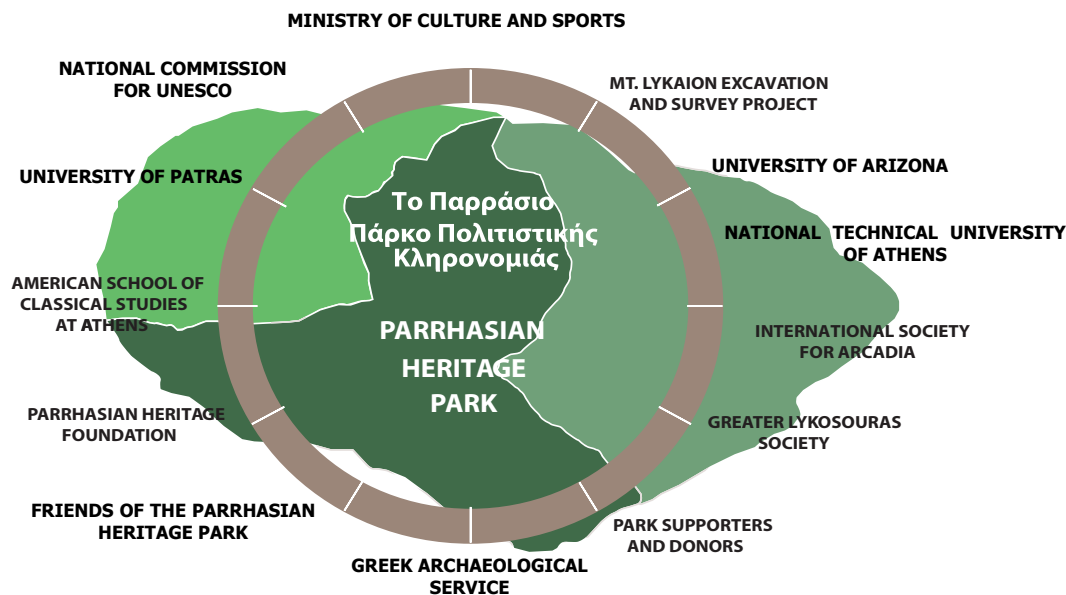 MINISTRY OF CULTURE AND SPORTS
NATIONAL COMMISSION
FOR UNESCO
MT. LYKAION EXCAVATION
AND SURVEY PROJECT
UNIVERSITY OF PATRAS
UNIVERSITY OF ARIZONA
Το Παρράσιο
Πάρκο Πολιτιστικής
Κληρονομιάς
NATIONAL TECHNICAL UNIVERSITY
OF ATHENS
AMERICAN SCHOOL OF
CLASSICAL STUDIES
AT ATHENS
PARRHASIAN
HERITAGE
PARK
INTERNATIONAL SOCIETY
FOR ARCADIA
PARRHASIAN HERITAGE
FOUNDATION
GREATER LYKOSOURAS
SOCIETY
FRIENDS OF THE PARRHASIAN
HERITAGE PARK
PARK SUPPORTERS
AND DONORS
GREEK ARCHAEOLOGICAL
SERVICE